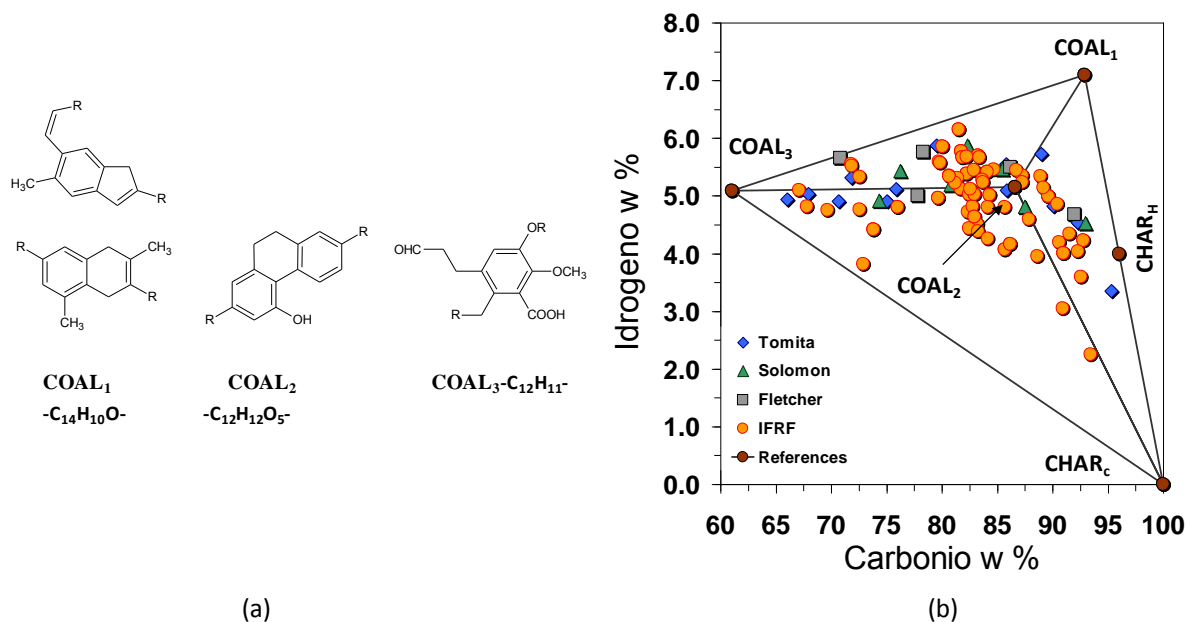 R
H₃C
R
R
CH₃
R
CH₃
R
R
OH
OHC
OR
OCH₃
R
COOH
COAL₁
COAL₂
COAL₃-C₁₂H₁₁-
-C₁₄H₁₀O-
-C₁₂H₁₂O₅-
(a)
Idrogeno w %
8.0
7.0
6.0
5.0
4.0
3.0
2.0
1.0
0.0
COAL₁
COAL₃
CHAR_H
COAL₂
Tomita
Solomon
Fletcher
IFRF
References
CHAR_c
60 65 70 75 80 85 90 95 100
Carbonio w %
(b)